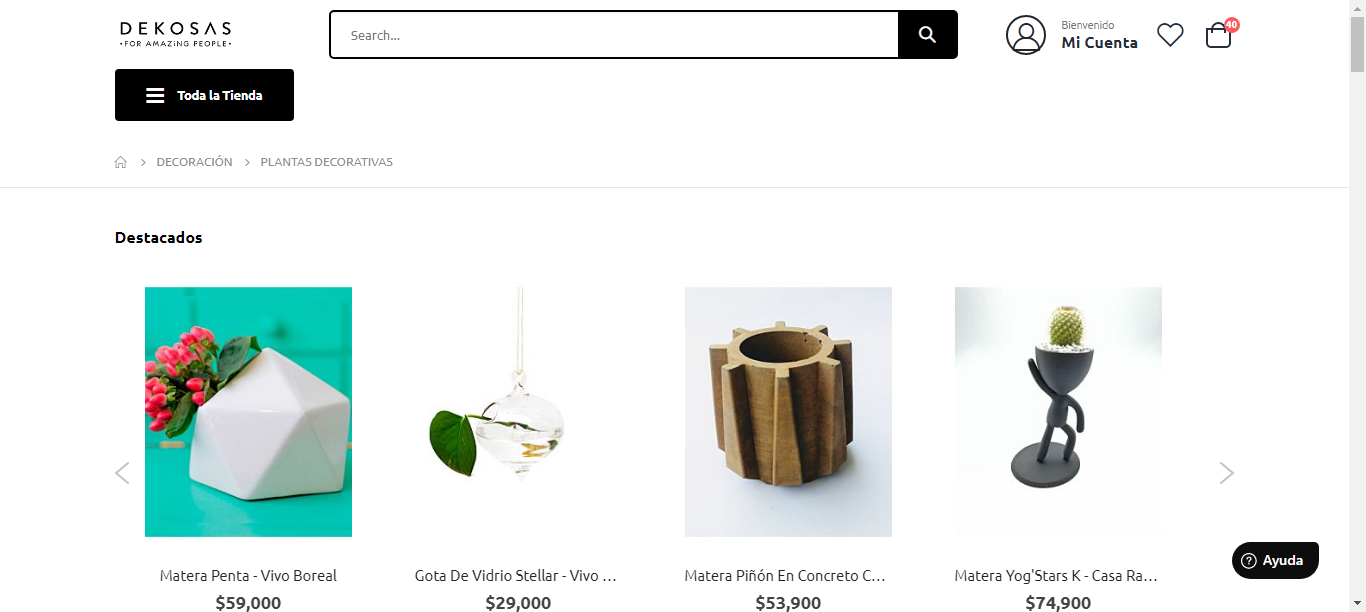 DEKOSAS
•FOR AMAZING PEOPLE•
Search...
Bienvenido
Mi Cuenta
40
Toda la Tienda
DECORACIÓN
PLANTAS DECORATIVAS
Destacados
Matera Penta - Vivo Boreal
$59,000
Gota De Vidrio Stellar - Vivo ...
$29,000
Matera Piñón En Concreto C...
$53,900
Matera Yog'Stars K - Casa Ra...
$74,900
Ayuda